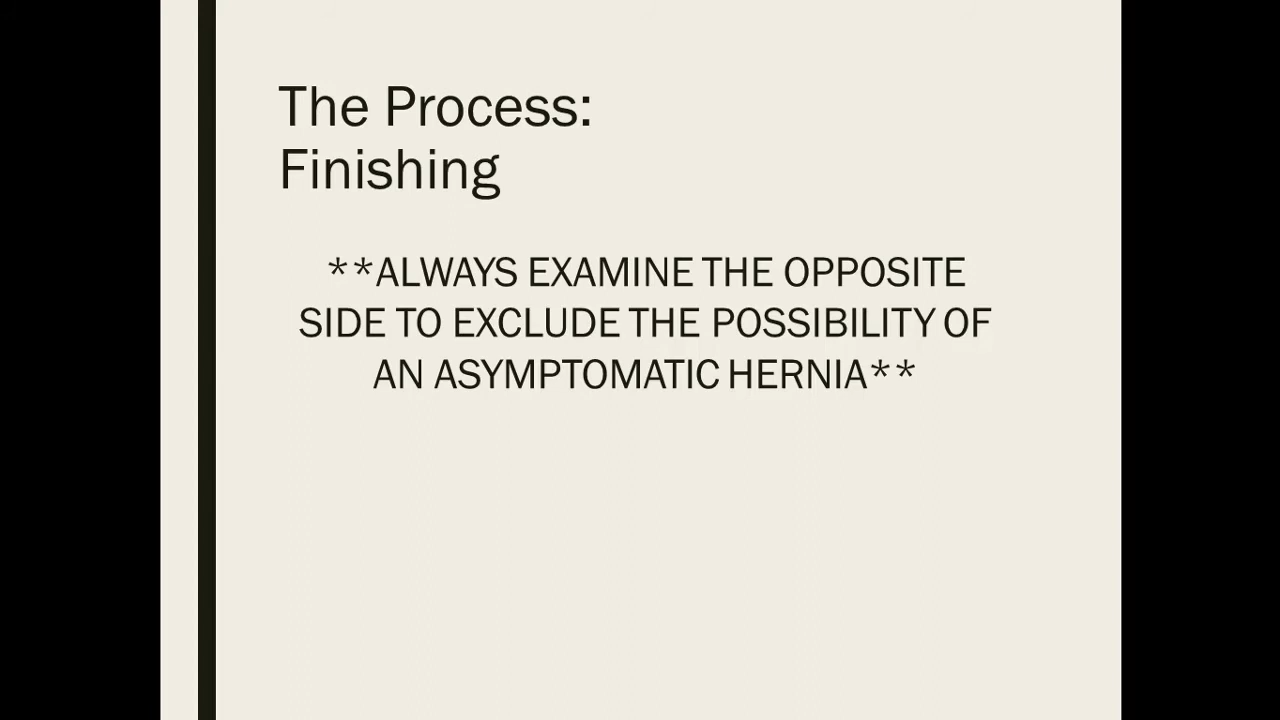 The Process:
Finishing
**ALWAYS EXAMINE THE OPPOSITE
SIDE TO EXCLUDE THE POSSIBILITY OF
AN ASYMPTOMATIC HERNIA**